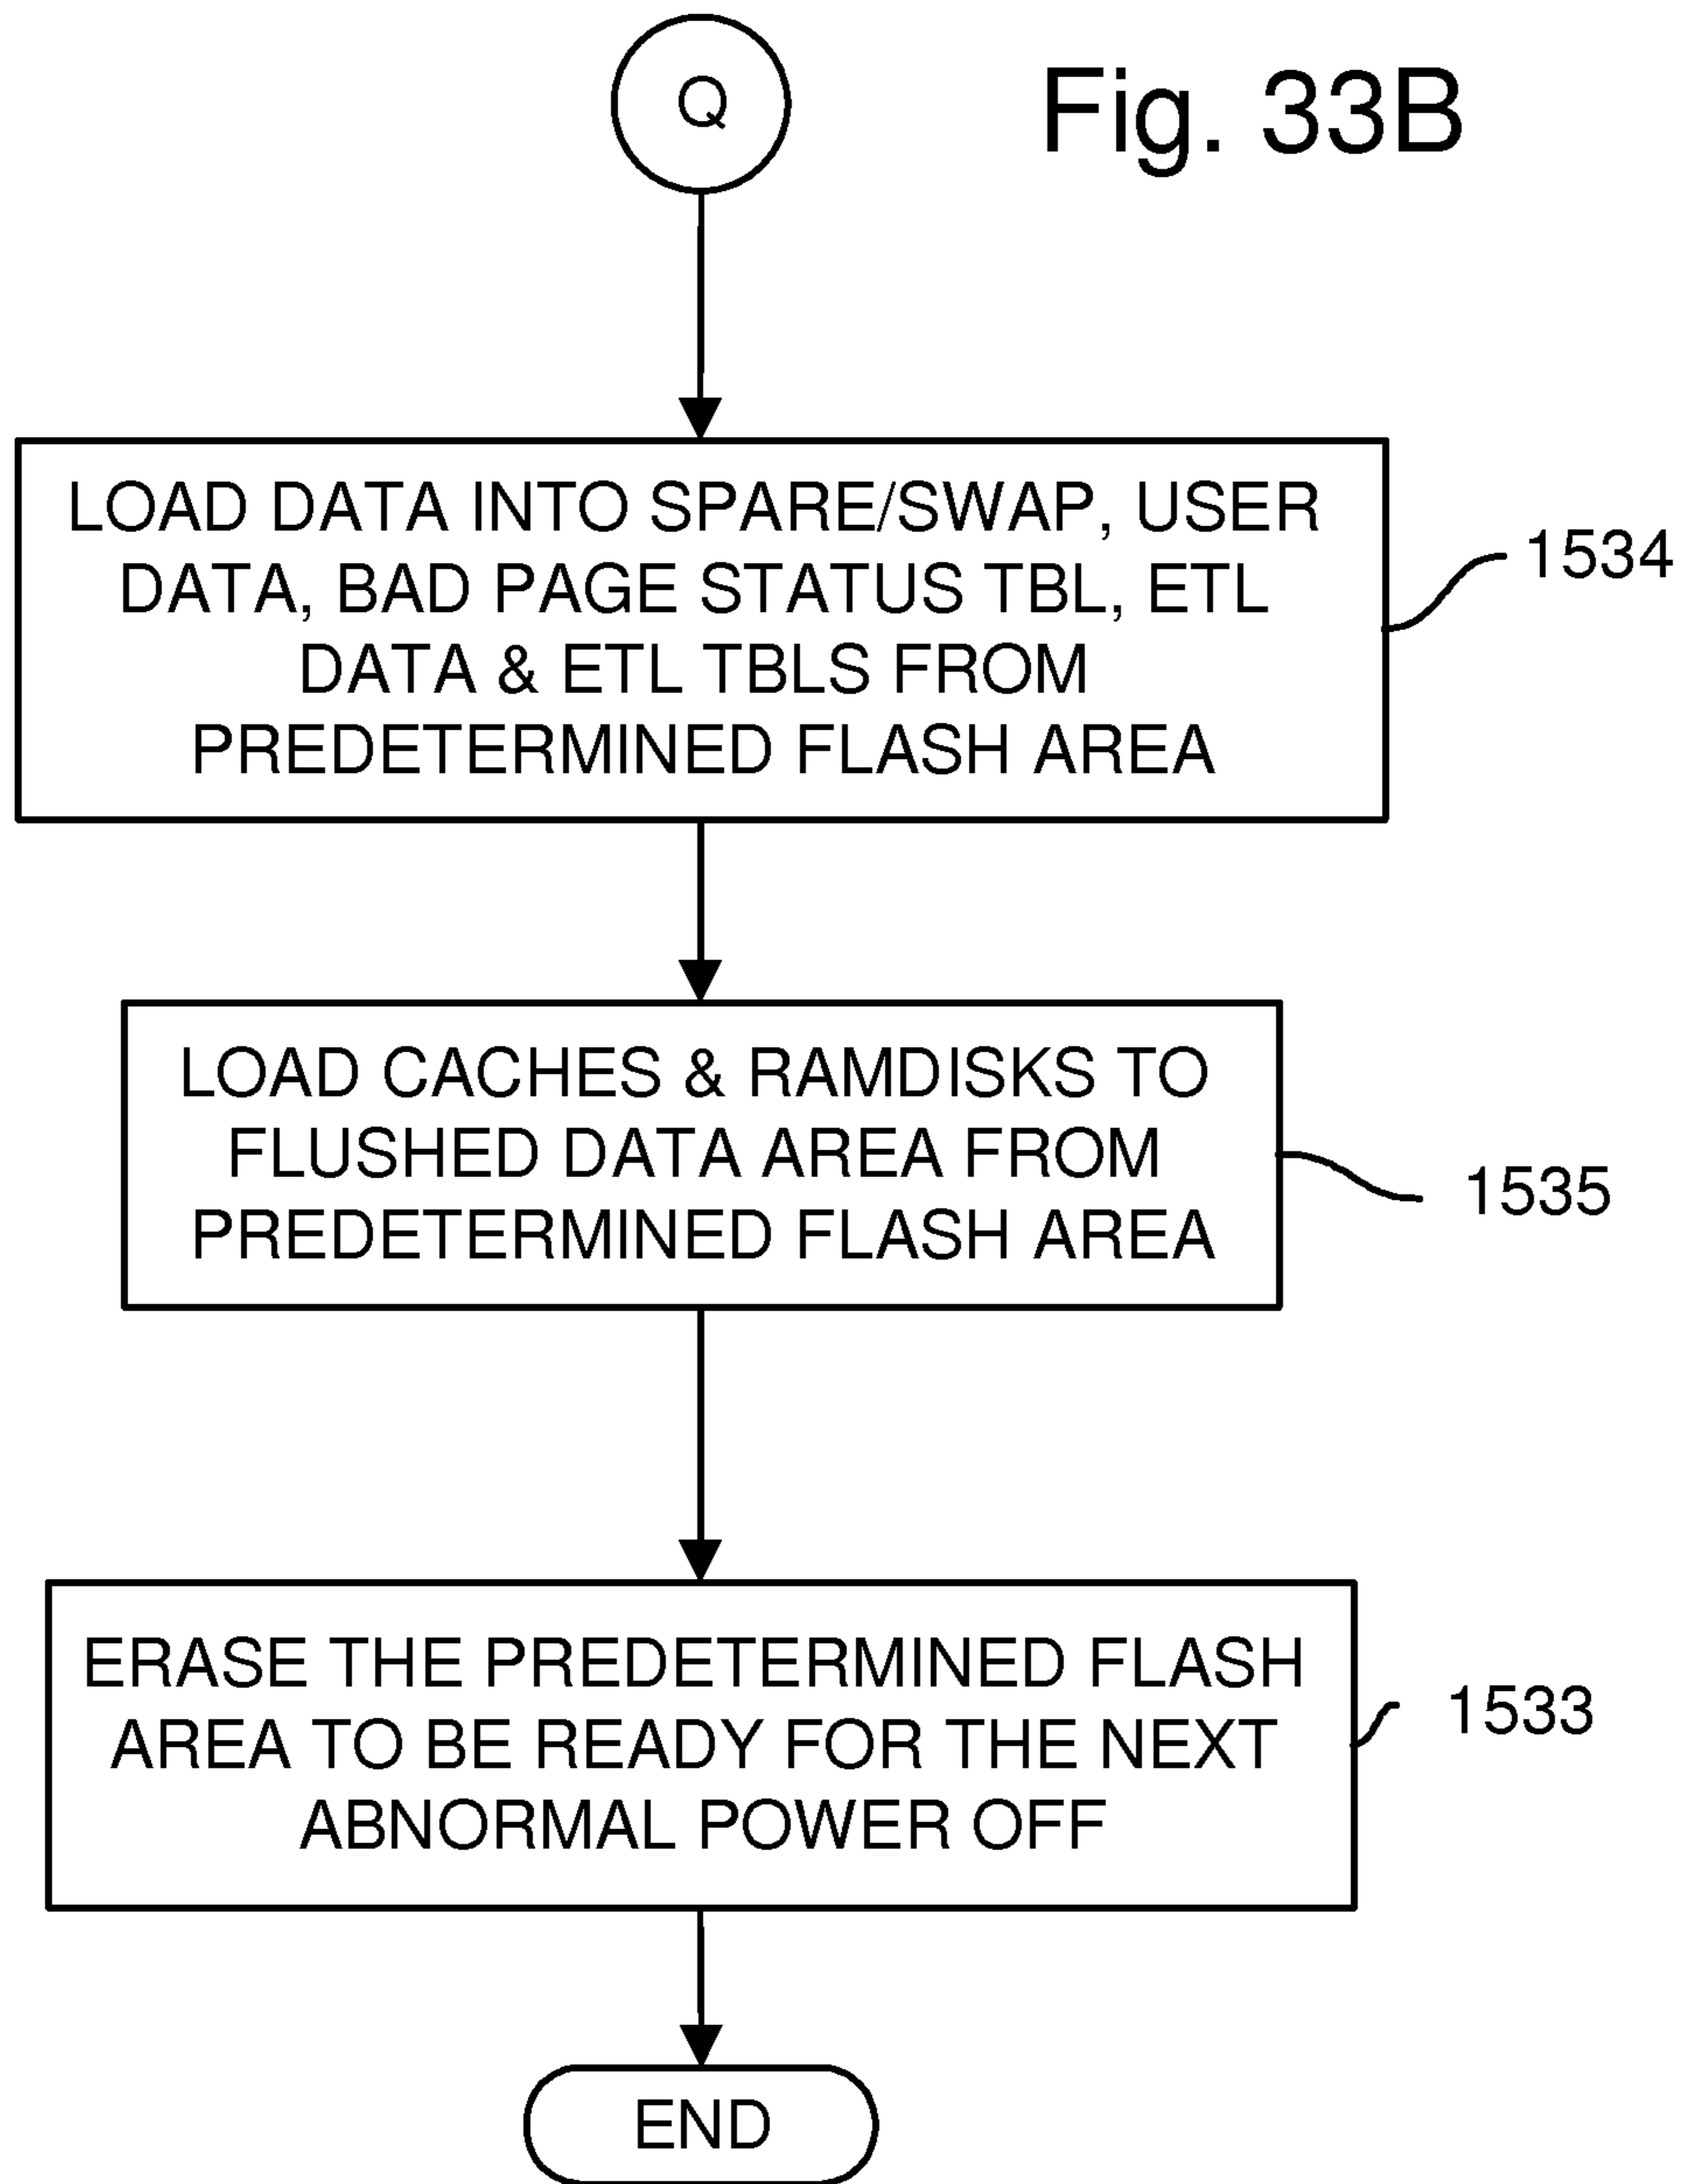 Q
Fig. 33B
LOAD DATA INTO SPARE/SWAP, USER
DATA, BAD PAGE STATUS TBL, ETL
DATA & ETL TBLS FROM
PREDETERMINED FLASH AREA
1534
LOAD CACHES & RAMDISKS TO
FLUSHED DATA AREA FROM
PREDETERMINED FLASH AREA
1535
ERASE THE PREDETERMINED FLASH
AREA TO BE READY FOR THE NEXT
ABNORMAL POWER OFF
1533
END